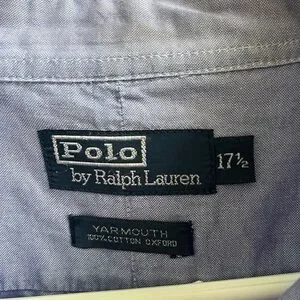 Polo
by Ralph Lauren
17½
YARMOUTH
100% COTTON OXFORD